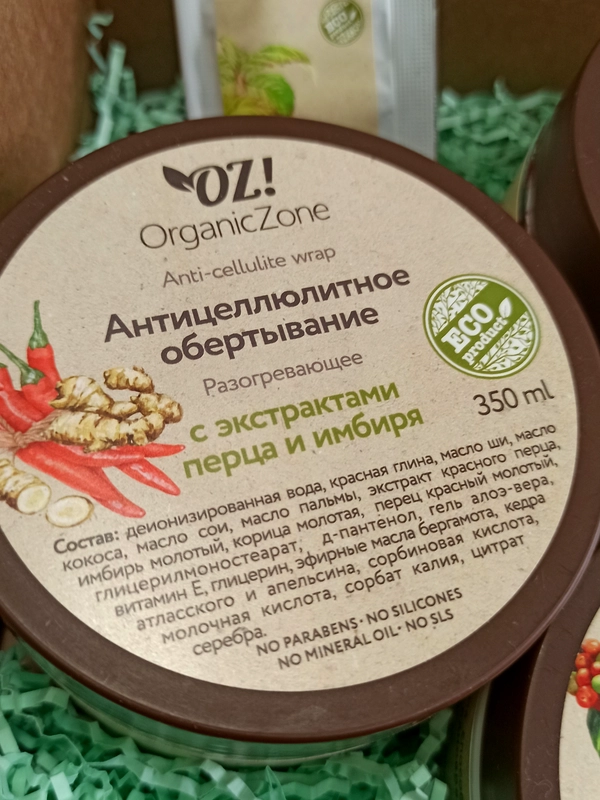 OZ!
OrganicZone
Anti-cellulite wrap
Антицеллюлитное
обертывание
Разогревающее
с экстрактами
перца и имбиря
ECO
product
350 ml
Состав: деионизированная вода, красная глина, масло ши, масло
кокоса, масло сои, масло пальмы, экстракт красного перца,
имбирь молотый, корица молотая, перец красный молотый,
глицерилмоностеарат, д-пантенол, гель алоэ-вера,
витамин Е, глицерин, эфирные масла бергамота, кедра
атласского и апельсина, сорбиновая кислота,
молочная кислота, сорбат калия, цитрат
серебра.
NO PARABENS · NO SILICONES
NO MINERAL OIL · NO SLS
ECO